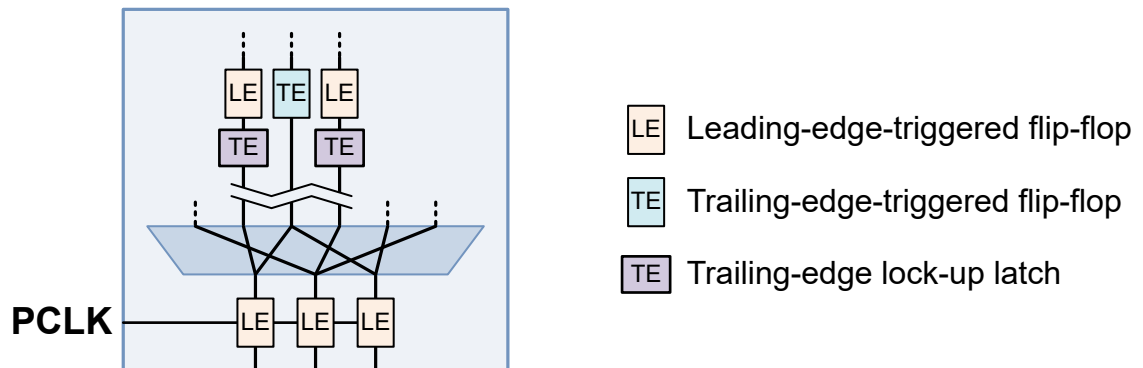 LE TE LE
TE TE
PCLK
LE LE LE
LE Leading-edge-triggered flip-flop
TE Trailing-edge-triggered flip-flop
TE Trailing-edge lock-up latch